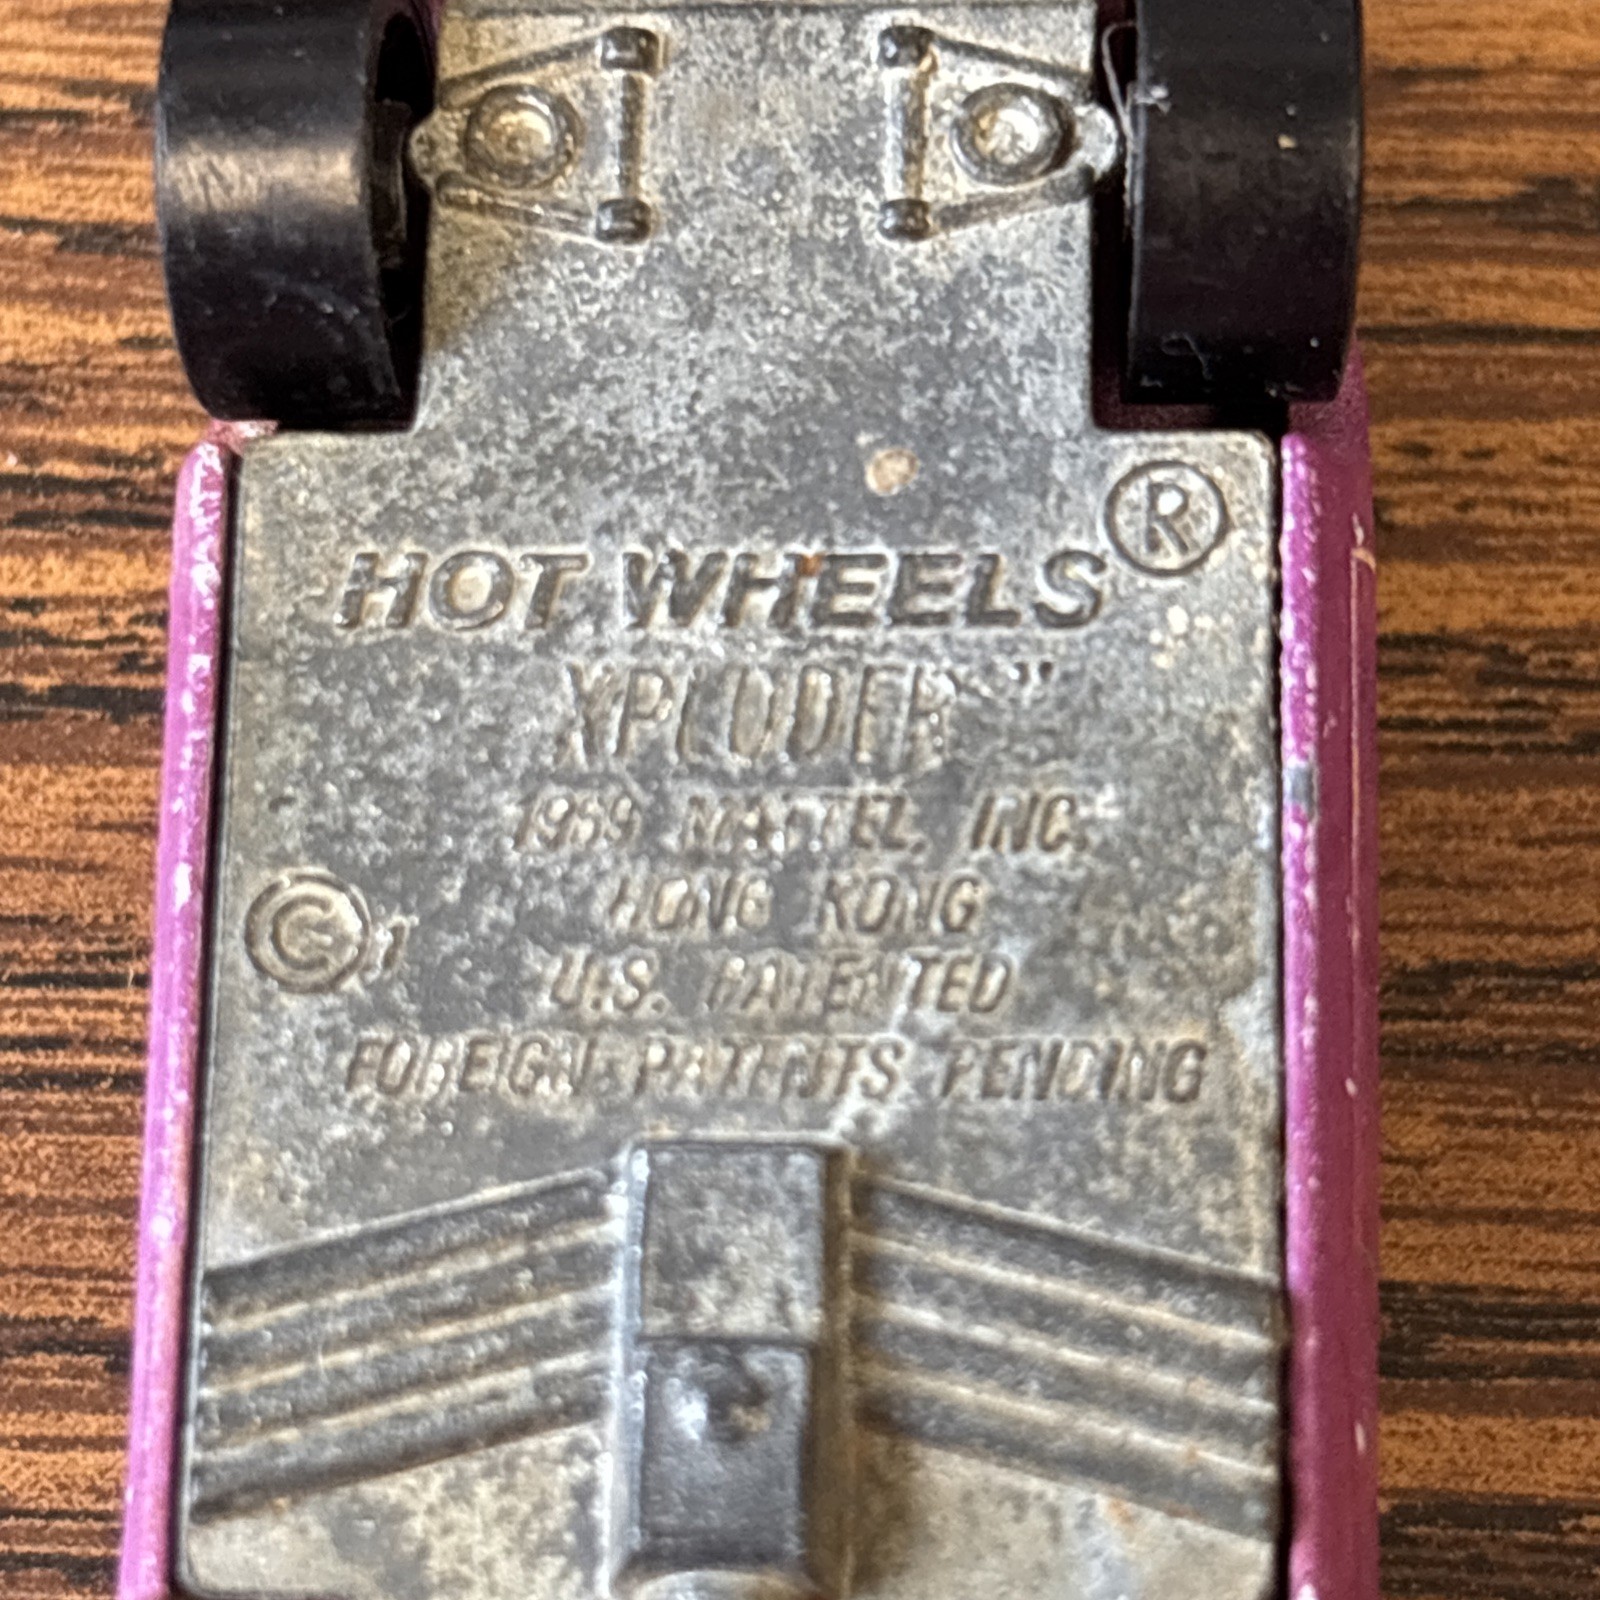 HOT WHEELS ®
XPLODER™
© 1969 MATTEL, INC.
HONG KONG
U.S. PATENTED
FOREIGN PATENTS PENDING